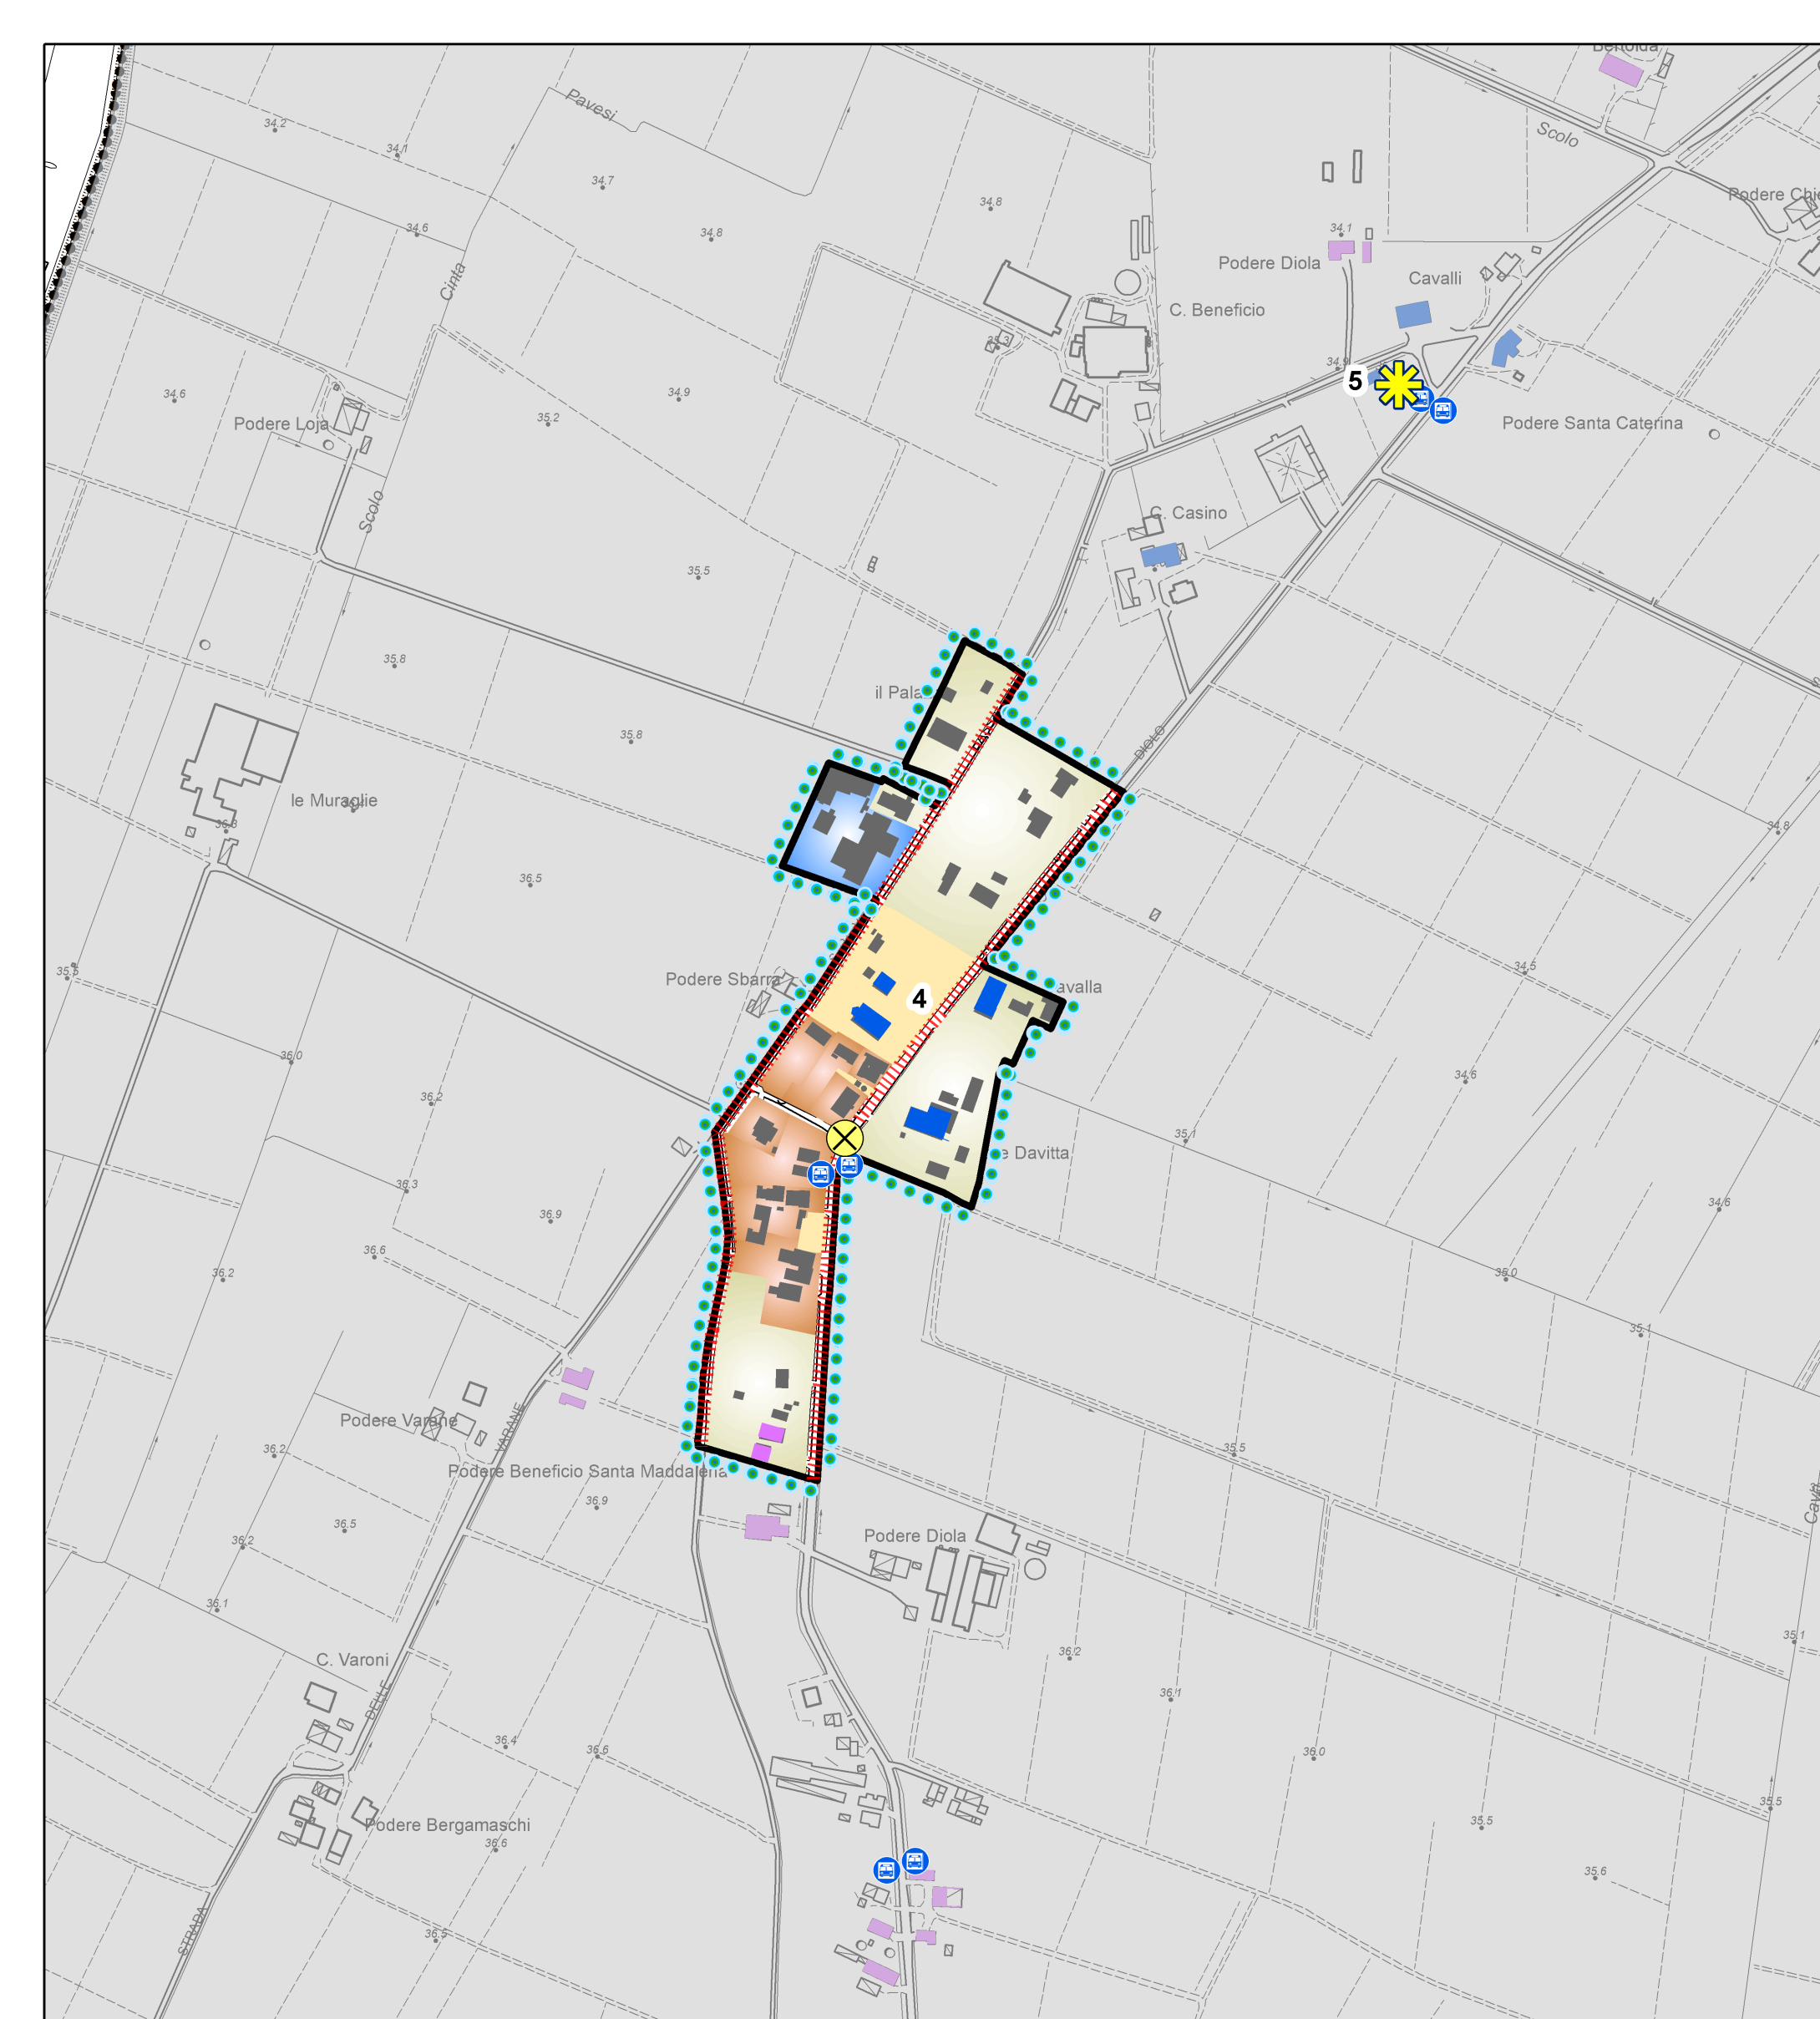 Bertolda
Pavesi
34.2
34.1
Scolo
34.7
34.8
Podere Chie
34.6
34.8
34.1
Podere Diola
Cavalli
Cinta
C. Beneficio
34.9
5
34.6
34.9
35.2
Podere Loja
Podere Santa Caterina
Scolo
C. Casino
35.5
35.8
il Pala
35.8
DIOLO
le Muraglie
34.8
36.5
35.5
Podere Sbarra
avalla
34.5
4
36.0
34.6
36.2
35.1
e Davitta
36.3
34.6
36.9
36.6
36.2
35.0
35.1
Podere Varane
VARANE
36.2
35.5
Podere Beneficio Santa Maddalena
36.9
36.5
36.2
Podere Diola
36.1
35.1
36.2
C. Varoni
36.1
DELLE
36.4
36.6
36.0
35.5
35.5
Podere Bergamaschi
36.6
35.6
STRADA
36.5